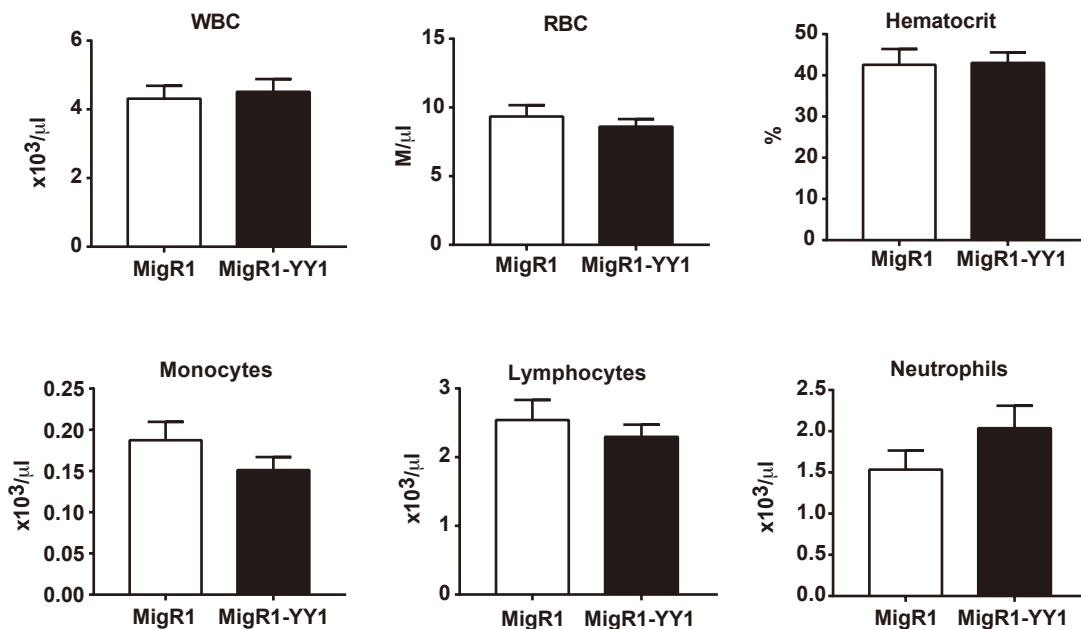 WBC
x10³/µl
6
4
2
0
MigR1 MigR1-YY1
RBC
M/µl
15
10
5
0
MigR1 MigR1-YY1
Hematocrit
%
50
40
30
20
10
0
MigR1 MigR1-YY1
Monocytes
x10³/µl
0.25
0.20
0.15
0.10
0.05
0.00
MigR1 MigR1-YY1
Lymphocytes
x10³/µl
3
2
1
0
MigR1 MigR1-YY1
Neutrophils
x10³/µl
2.5
2.0
1.5
1.0
0.5
0.0
MigR1 MigR1-YY1